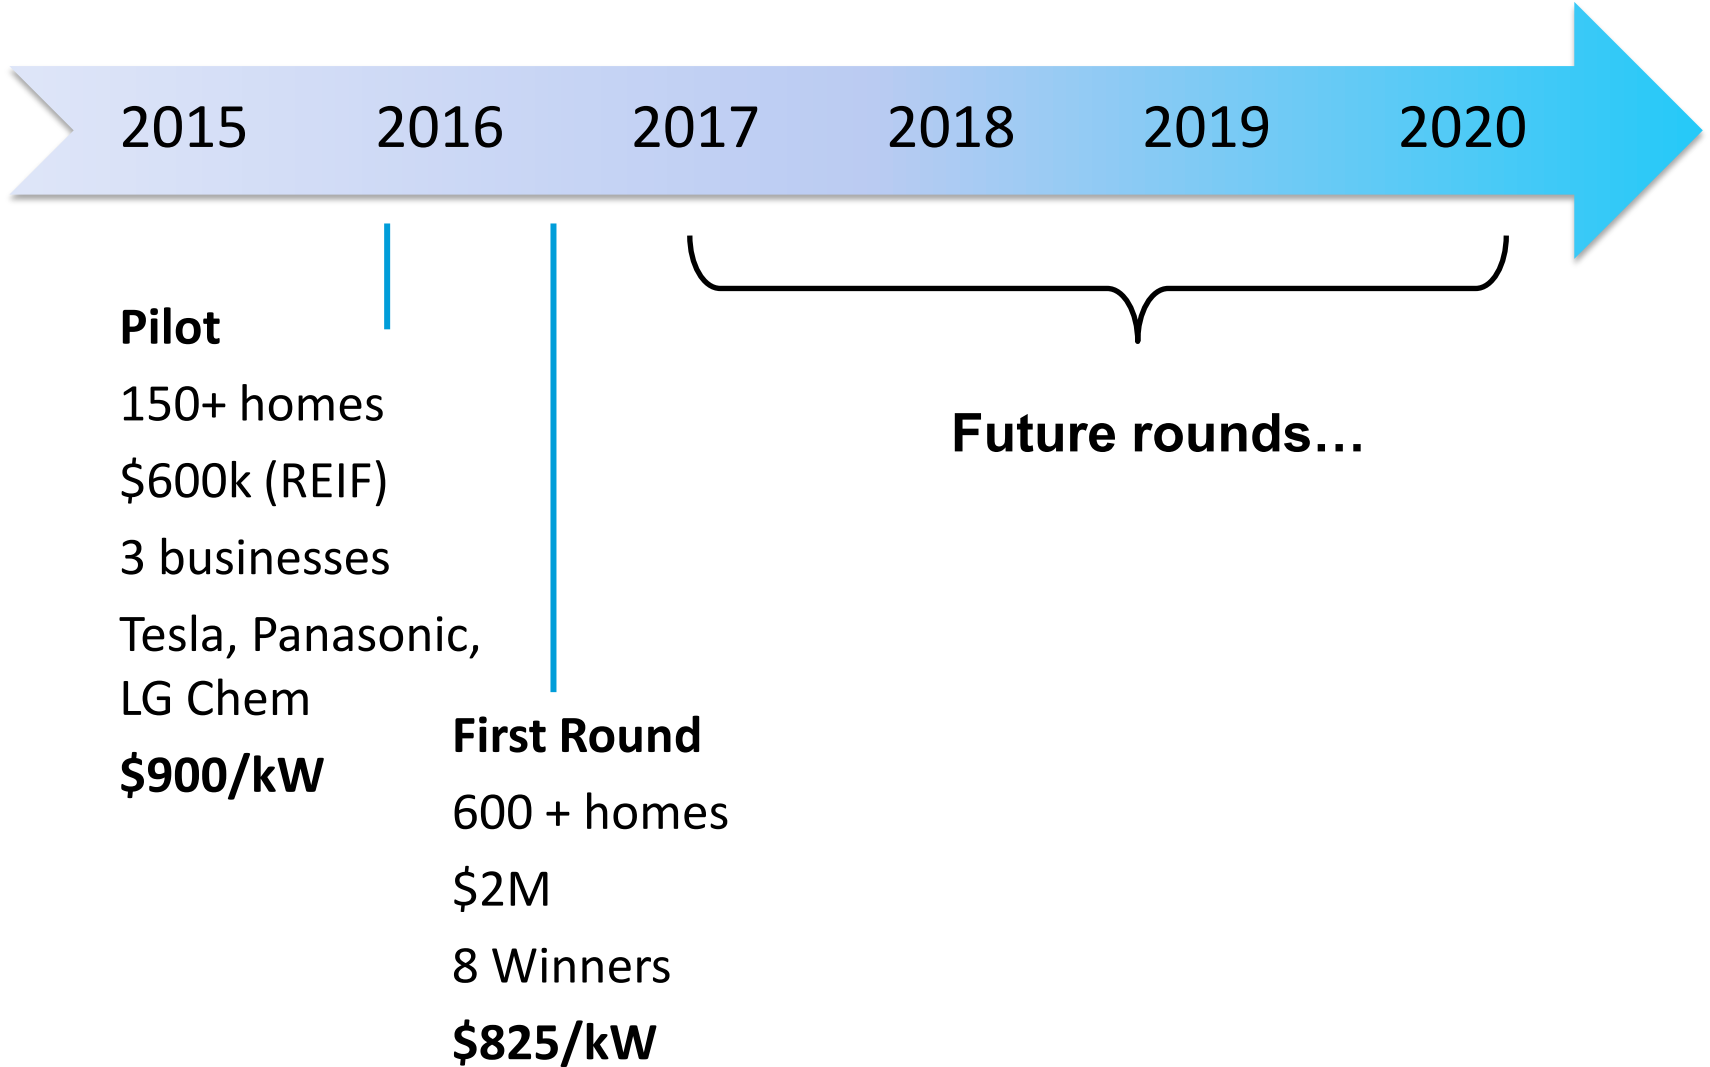 2015 2016 2017 2018 2019 2020
Pilot
150+ homes
$600k (REIF)
3 businesses
Tesla, Panasonic,
LG Chem
$900/kW
First Round
600 + homes
$2M
8 Winners
$825/kW
Future rounds…